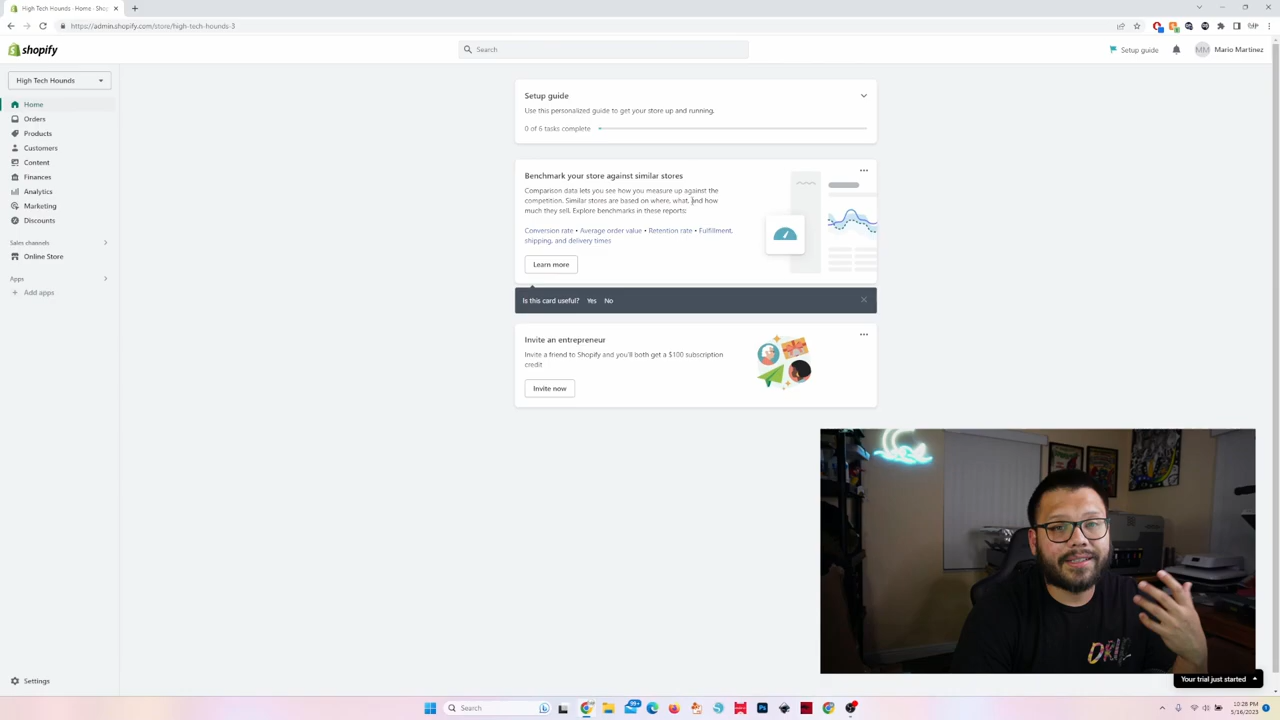 High Tech Hounds · Home · Shop
https://admin.shopify.com/store/high-tech-hounds-3
shopify
Search
Setup guide
MM
Mario Martinez
High Tech Hounds
Home
Orders
Products
Customers
Content
Finances
Analytics
Marketing
Discounts
Sales channels
Online Store
Apps
Add apps
Settings
Setup guide
Use this personalized guide to get your store up and running.
0 of 6 tasks complete
Benchmark your store against similar stores
Comparison data lets you see how you measure up against the
competition. Similar stores are based on where, what, and how
much they sell. Explore benchmarks in these reports:
Conversion rate • Average order value • Retention rate • Fulfillment,
shipping, and delivery times
Learn more
Is this card useful? Yes No
Invite an entrepreneur
Invite a friend to Shopify and you'll both get a $100 subscription
credit
Invite now
DRIP
Your trial just started
Search
99+
10:28 PM
5/16/2023